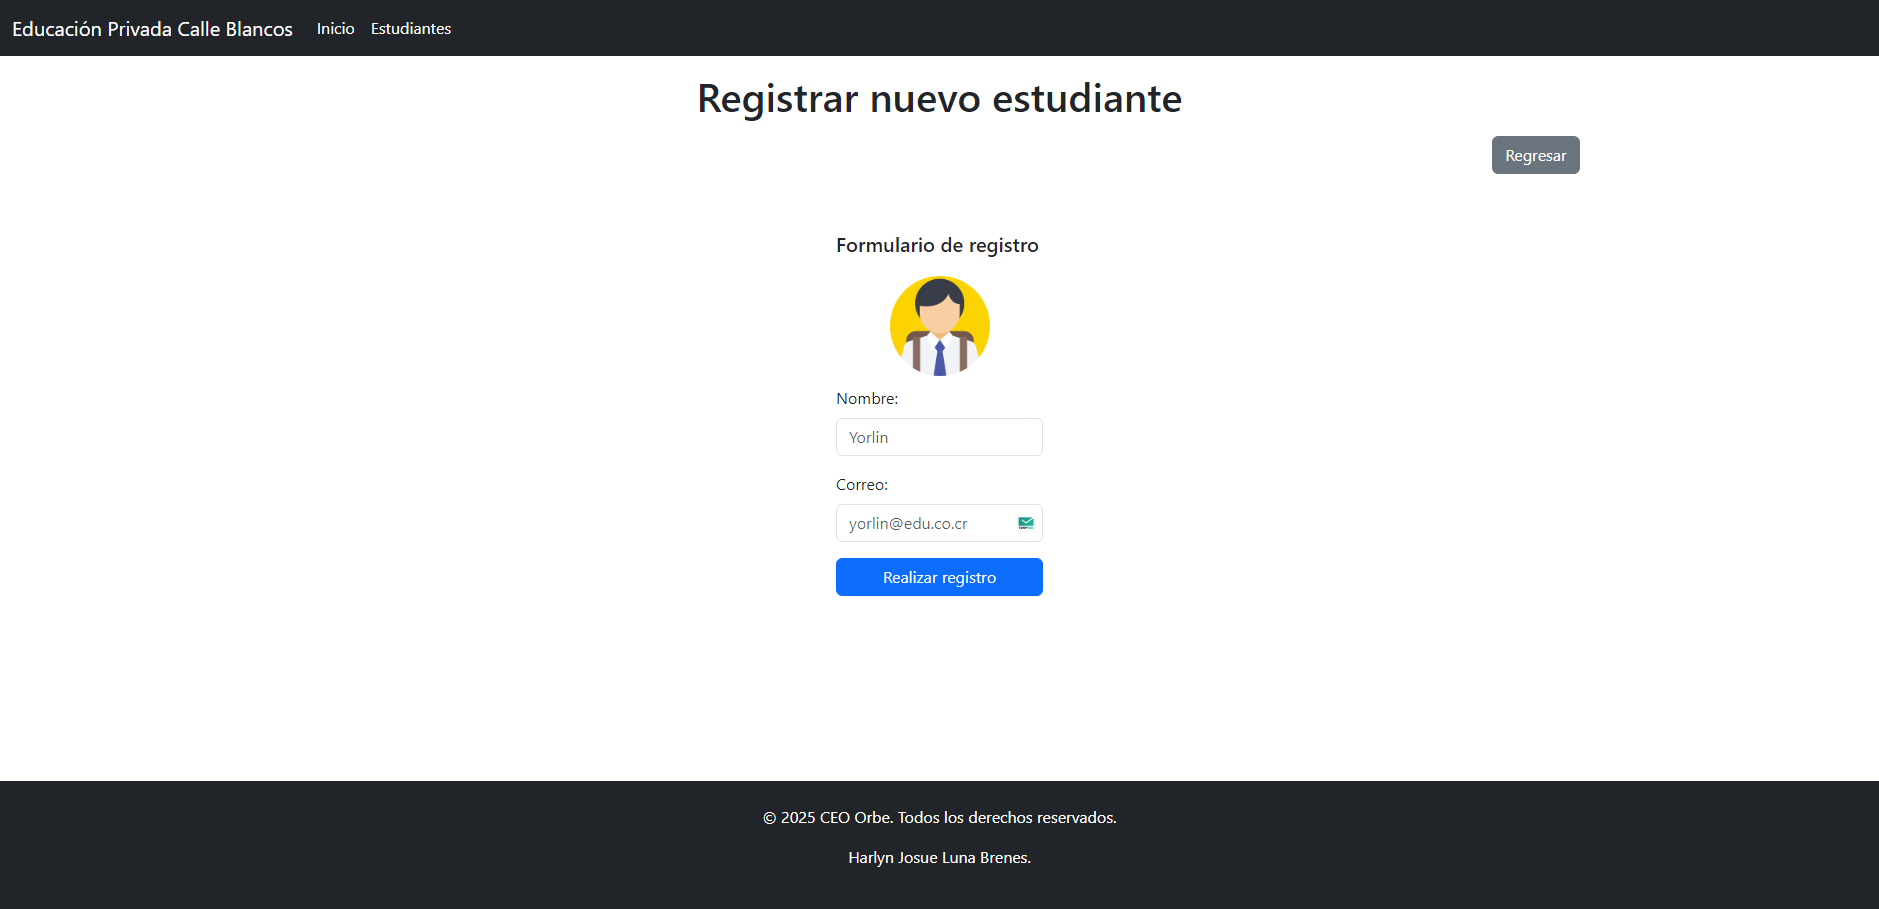 Educación Privada Calle Blancos Inicio Estudiantes
Registrar nuevo estudiante
Regresar
Formulario de registro
Nombre:
Yorlin
Correo:
yorlin@edu.co.cr
Realizar registro
© 2025 CEO Orbe. Todos los derechos reservados.
Harlyn Josue Luna Brenes.